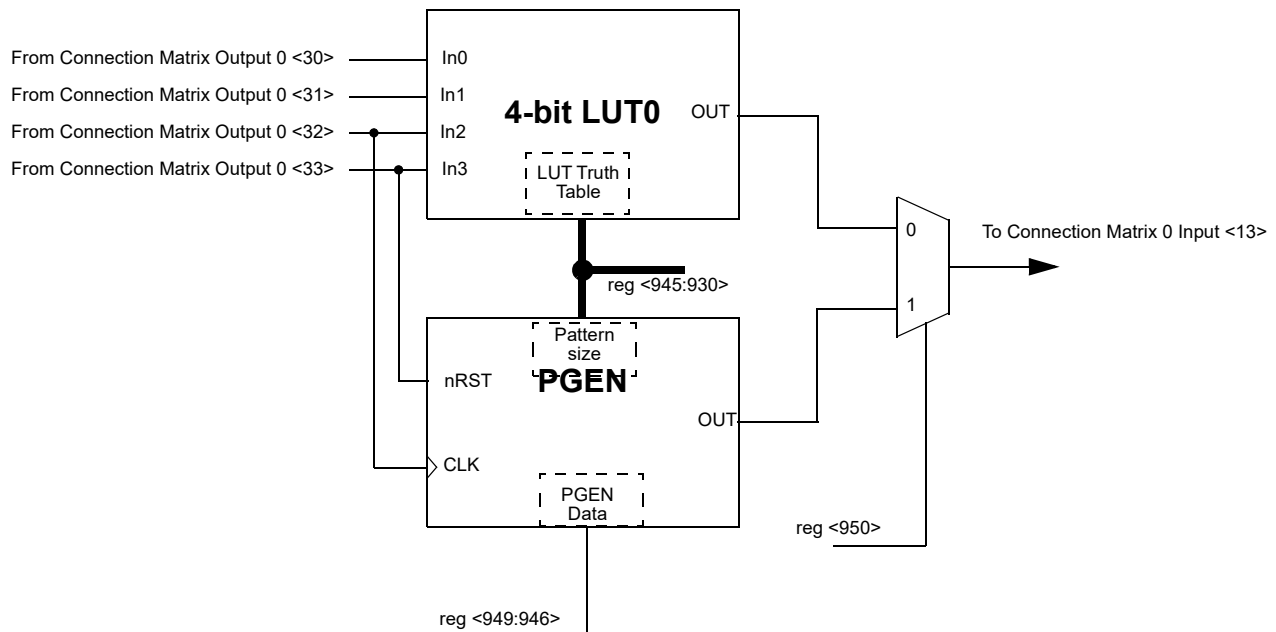 From Connection Matrix Output 0 <30>
In0
From Connection Matrix Output 0 <31>
In1
4-bit LUT0
OUT
From Connection Matrix Output 0 <32>
In2
From Connection Matrix Output 0 <33>
In3
LUT Truth
Table
0
To Connection Matrix 0 Input <13>
reg <945:930>
1
Pattern
size
nRST
PGEN
OUT
CLK
PGEN
Data
reg <950>
reg <949:946>